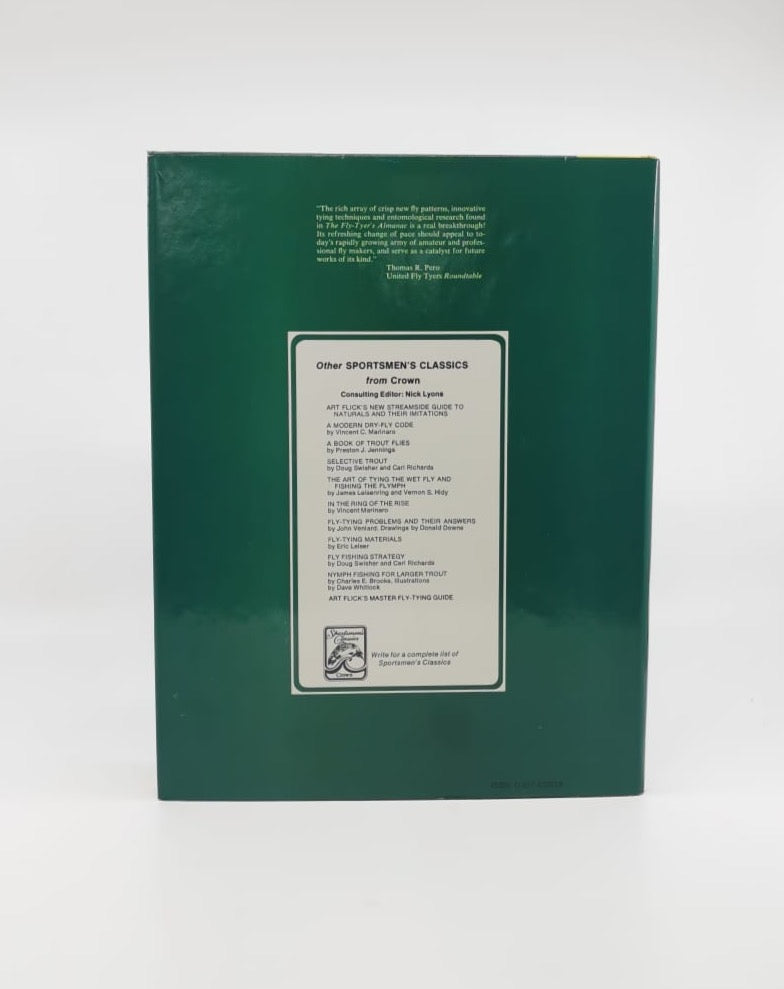 "The rich array of crisp new fly patterns, innovative
tying techniques and entomological research found
in The Fly-Tyer's Almanac is a real breakthrough!
Its refreshing change of pace should appeal to to-
day's rapidly growing army of amateur and profes-
sional fly makers, and serve as a catalyst for future
works of its kind."
Thomas R. Pero
United Fly Tyers Roundtable
Other SPORTSMEN'S CLASSICS
from Crown
Consulting Editor: Nick Lyons
ART FLICK'S NEW STREAMSIDE GUIDE TO
NATURALS AND THEIR IMITATIONS
A MODERN DRY-FLY CODE
by Vincent C. Marinaro
A BOOK OF TROUT FLIES
by Preston J. Jennings
SELECTIVE TROUT
by Doug Swisher and Carl Richards
THE ART OF TYING THE WET FLY AND
FISHING THE FLYMPH
by James Leisenring and Vernon S. Hidy
IN THE RING OF THE RISE
by Vincent Marinaro
FLY-TYING PROBLEMS AND THEIR ANSWERS
by John Veniard, Drawings by Donald Downs
FLY-TYING MATERIALS
by Eric Leiser
FLY FISHING STRATEGY
by Doug Swisher and Carl Richards
NYMPH FISHING FOR LARGER TROUT
by Charles E. Brooks, Illustrations
by Dave Whitlock
ART FLICK'S MASTER FLY-TYING GUIDE
Sportsmen's
Classics
Crown
Write for a complete list of
Sportsmen's Classics
ISBN